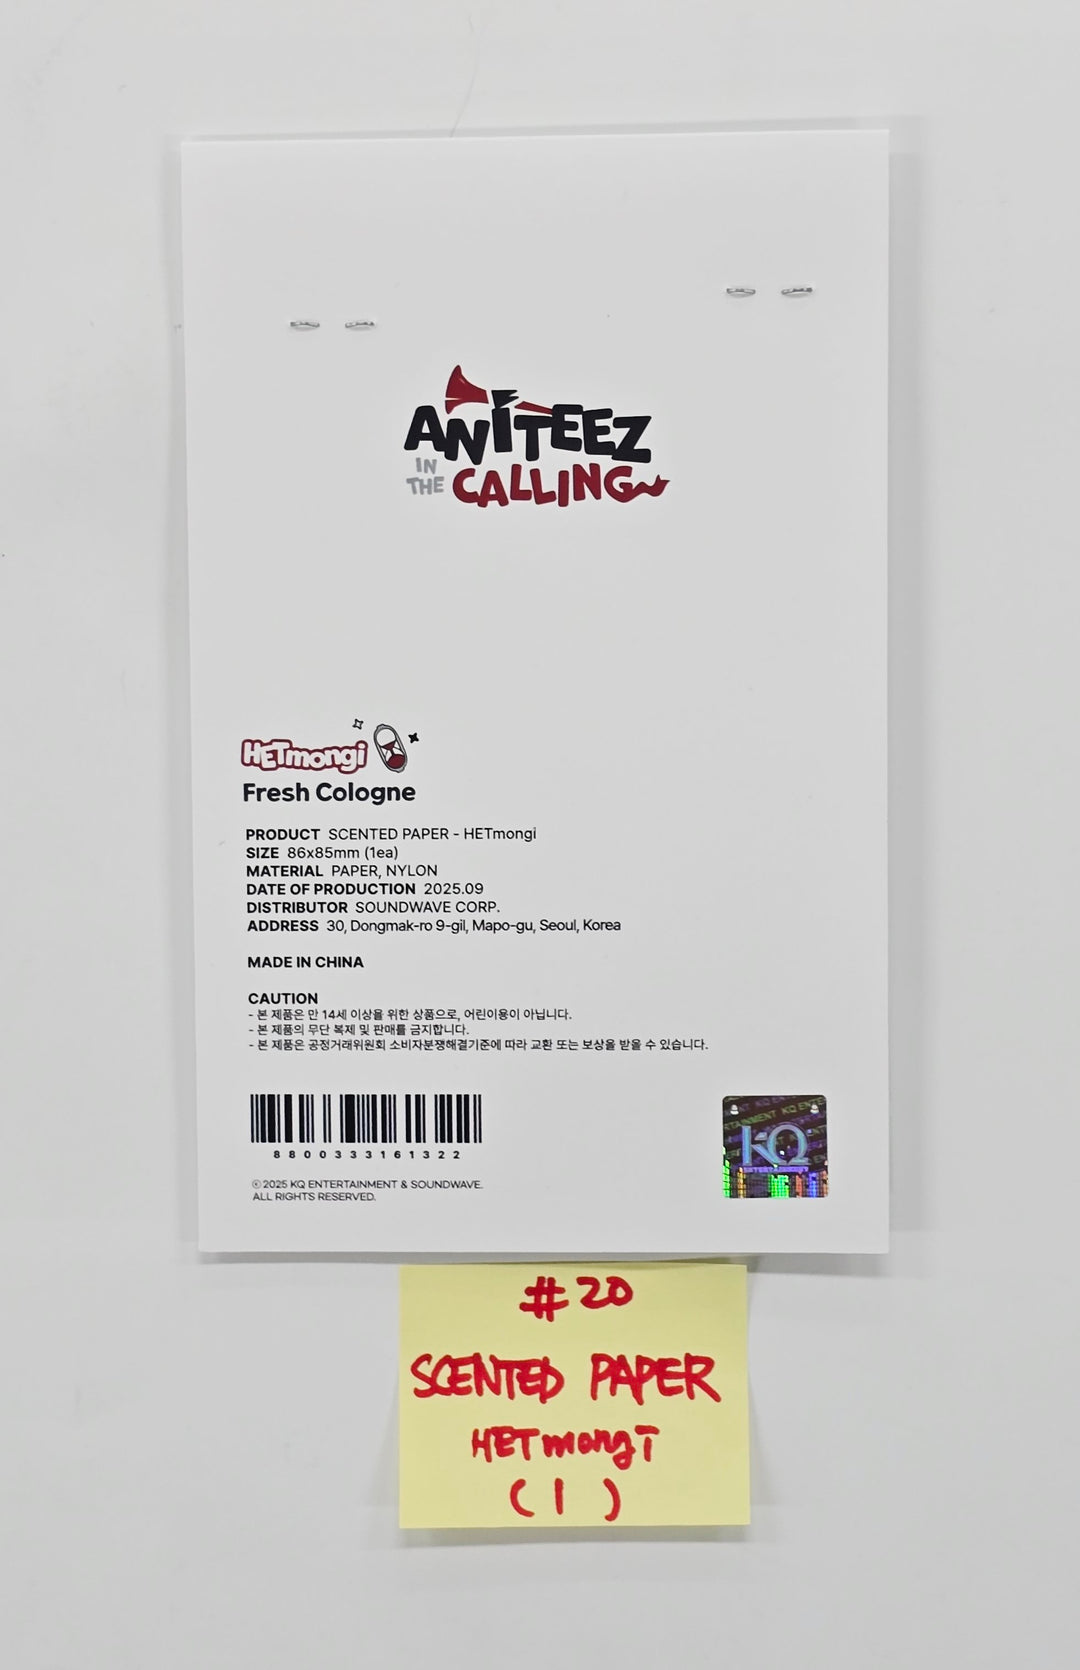 ANITEEZ
IN THE CALLING
HETmongi
Fresh Cologne
PRODUCT SCENTED PAPER - HETmongi
SIZE 86x85mm (1ea)
MATERIAL PAPER, NYLON
DATE OF PRODUCTION 2025.09
DISTRIBUTOR SOUNDWAVE CORP.
ADDRESS 30, Dongmak-ro 9-gil, Mapo-gu, Seoul, Korea
MADE IN CHINA
CAUTION
- 본 제품은 만 14세 이상을 위한 상품으로, 어린이용이 아닙니다.
- 본 제품의 무단 복제 및 판매를 금지합니다.
- 본 제품은 공정거래위원회 소비자분쟁해결기준에 따라 교환 또는 보상을 받을 수 있습니다.
8800333161322
©2025 KQ ENTERTAINMENT & SOUNDWAVE.
ALL RIGHTS RESERVED.
KQ
ENTERTAINMENT
#20
SCENTED PAPER
HETmongi
(1)